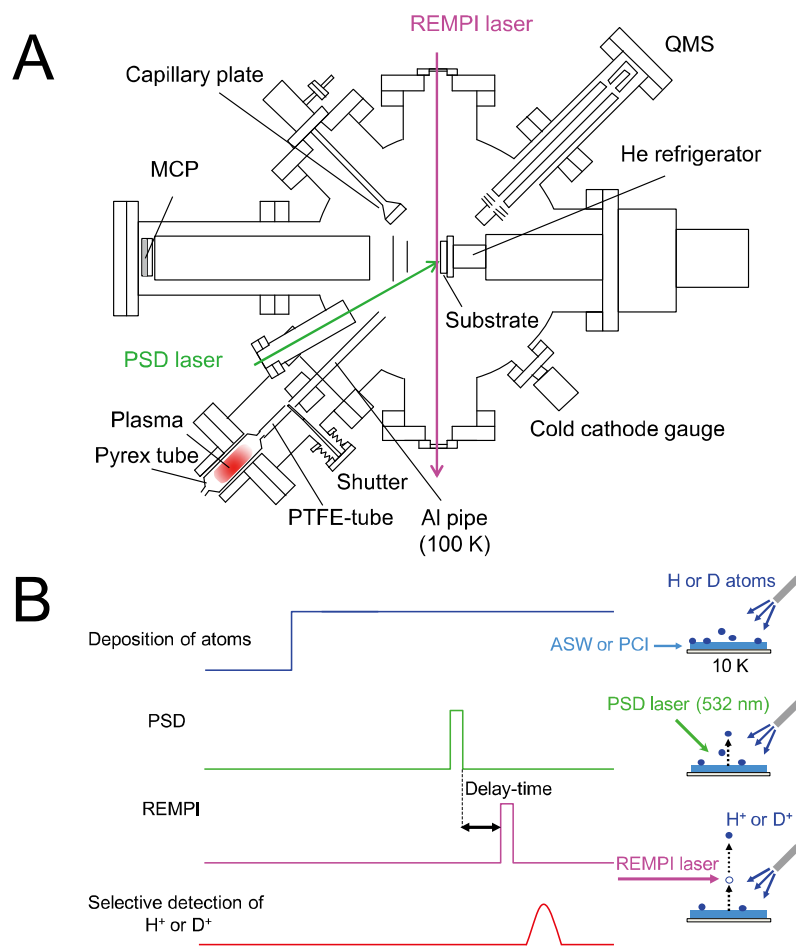 A
REMPI laser
QMS
Capillary plate
He refrigerator
MCP
Substrate
PSD laser
Plasma
Cold cathode gauge
Pyrex tube
Shutter
PTFE-tube
Al pipe
(100 K)
B
H or D atoms
Deposition of atoms
ASW or PCI
10 K
PSD laser (532 nm)
PSD
Delay-time
REMPI
H⁺ or D⁺
REMPI laser
Selective detection of
H⁺ or D⁺